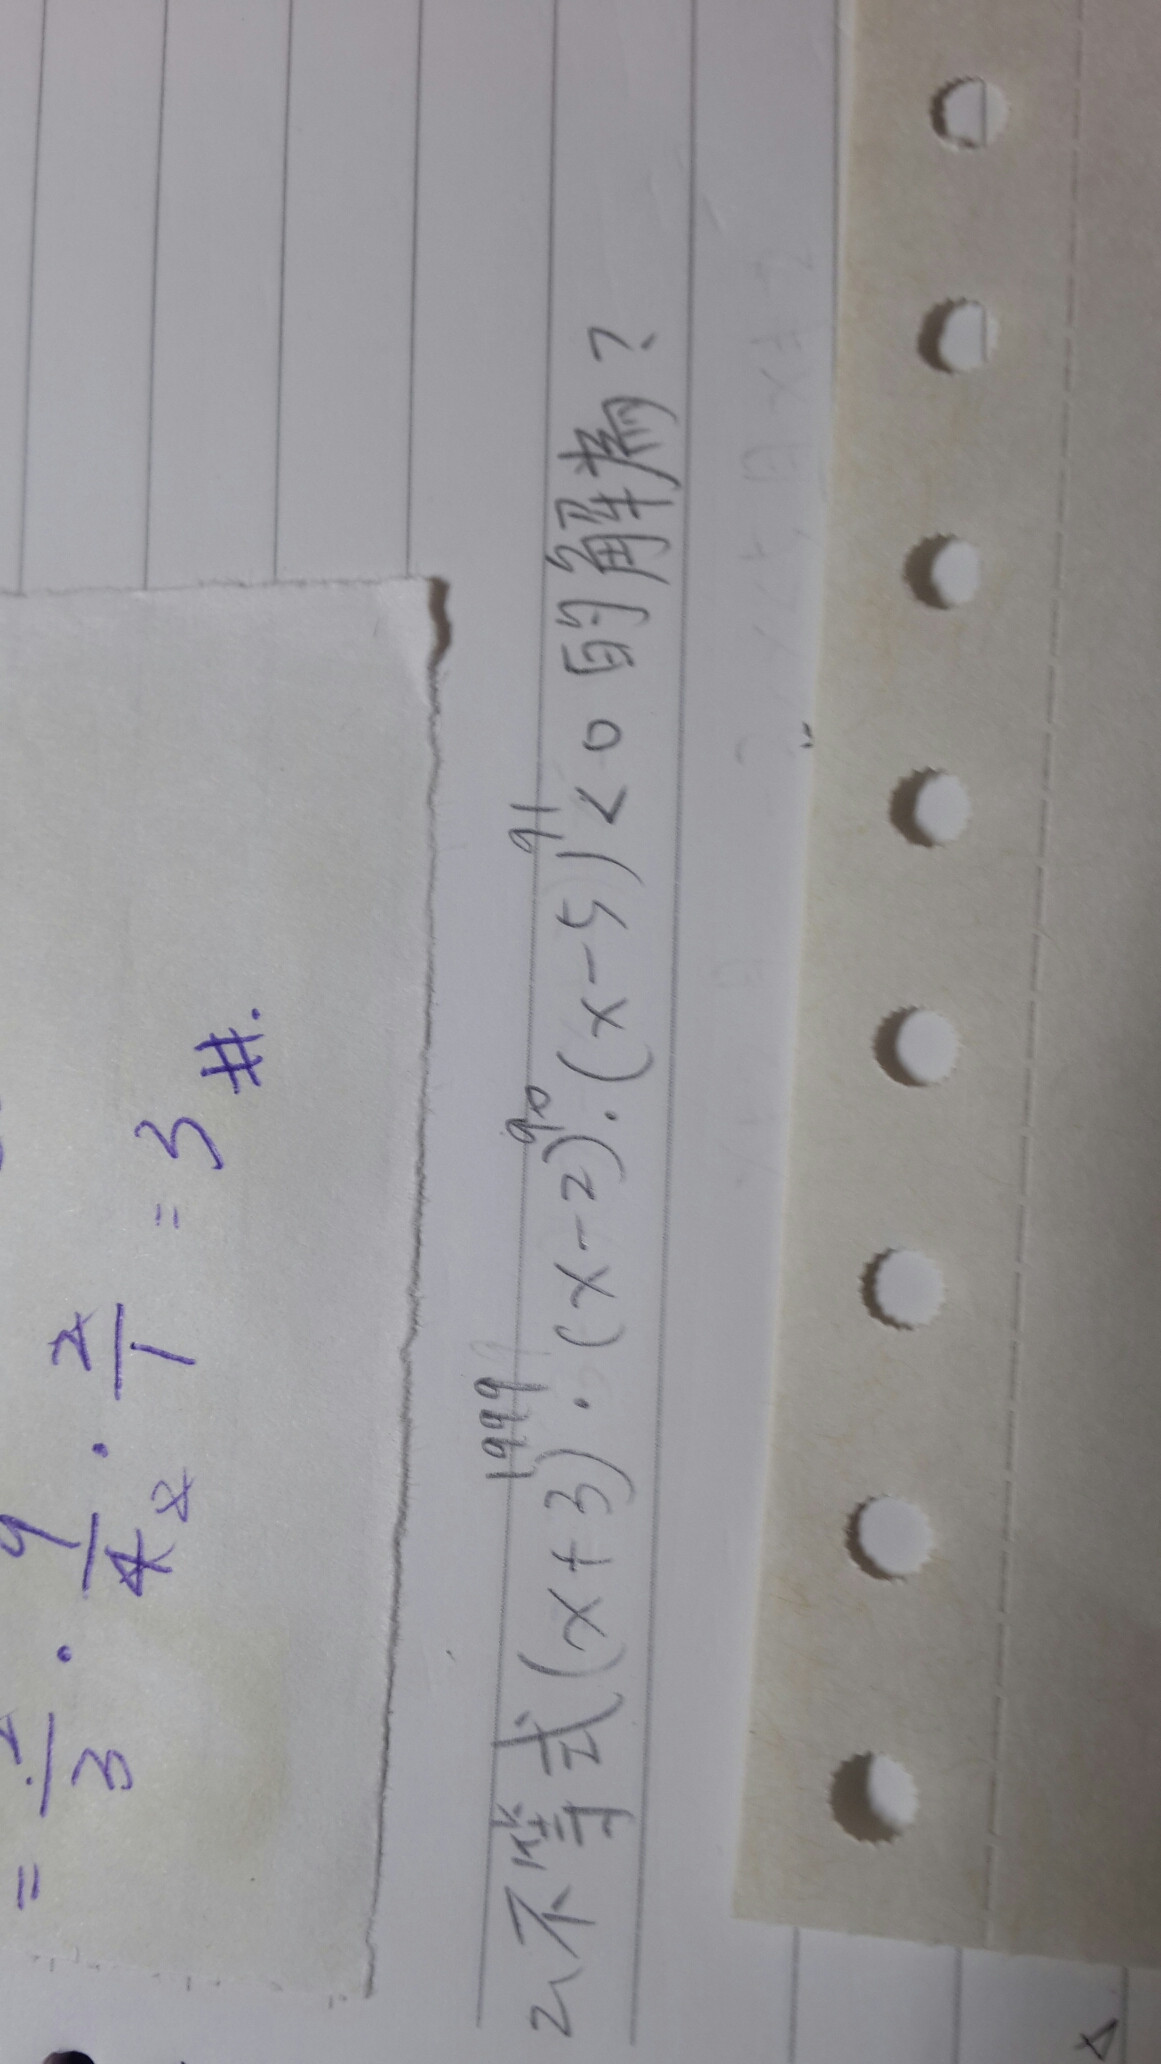 = 3 · 9/4 2 · 2/1 = 3 #.
2、不等式(x+3)^1999 · (x-2)^90 · (x-5)^91 < 0 的解為?